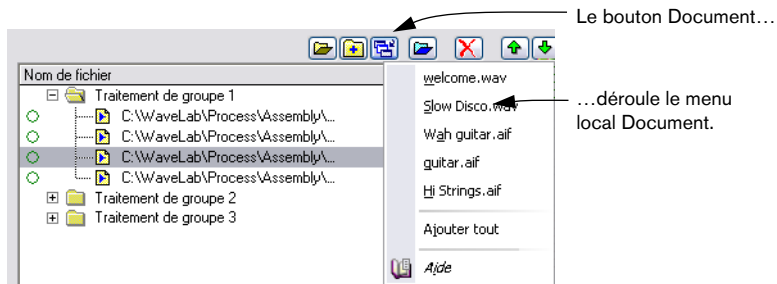 Le bouton Document…
Nom de fichier
Traitement de groupe 1
C:\WaveLab\Process\Assembly\...
C:\WaveLab\Process\Assembly\...
C:\WaveLab\Process\Assembly\...
C:\WaveLab\Process\Assembly\...
Traitement de groupe 2
Traitement de groupe 3
welcome.wav
Slow Disco.wav
Wah guitar.aif
guitar.aif
Hi Strings.aif
Ajouter tout
Aide
…déroule le menu
local Document.